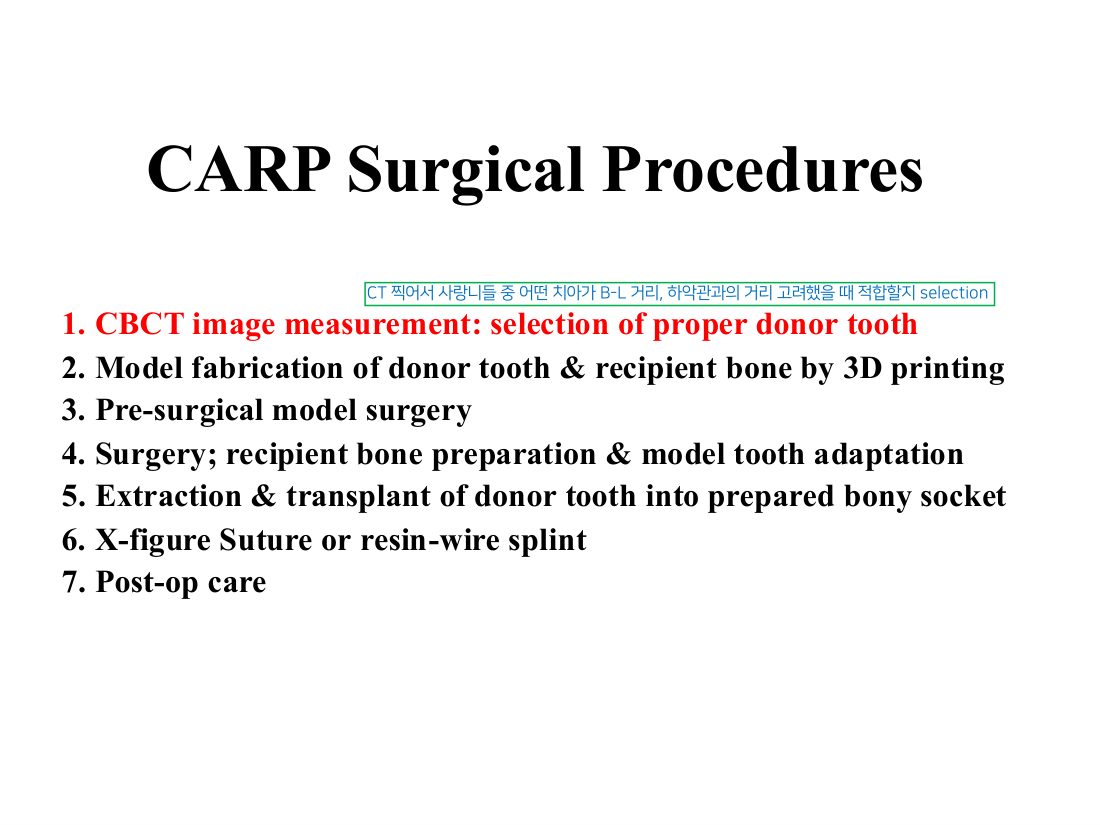 CARP Surgical Procedures
CT 찍어서 사랑니들 중 어떤 치아가 B-L 거리, 하악관과의 거리 고려했을 때 적합할지 selection
1. CBCT image measurement: selection of proper donor tooth
2. Model fabrication of donor tooth & recipient bone by 3D printing
3. Pre-surgical model surgery
4. Surgery; recipient bone preparation & model tooth adaptation
5. Extraction & transplant of donor tooth into prepared bony socket
6. X-figure Suture or resin-wire splint
7. Post-op care